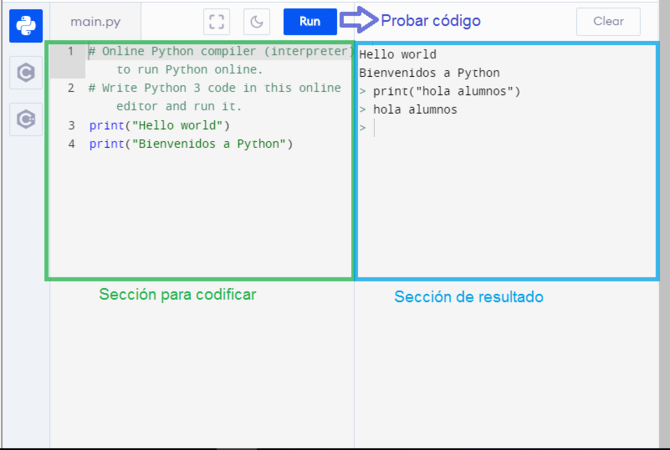 main.py
Run
Probar código
Clear
1 # Online Python compiler (interpreter)
to run Python online.
2 # Write Python 3 code in this online
editor and run it.
3 print("Hello world")
4 print("Bienvenidos a Python")
Hello world
Bienvenidos a Python
> print("hola alumnos")
> hola alumnos
>
Sección para codificar
Sección de resultado